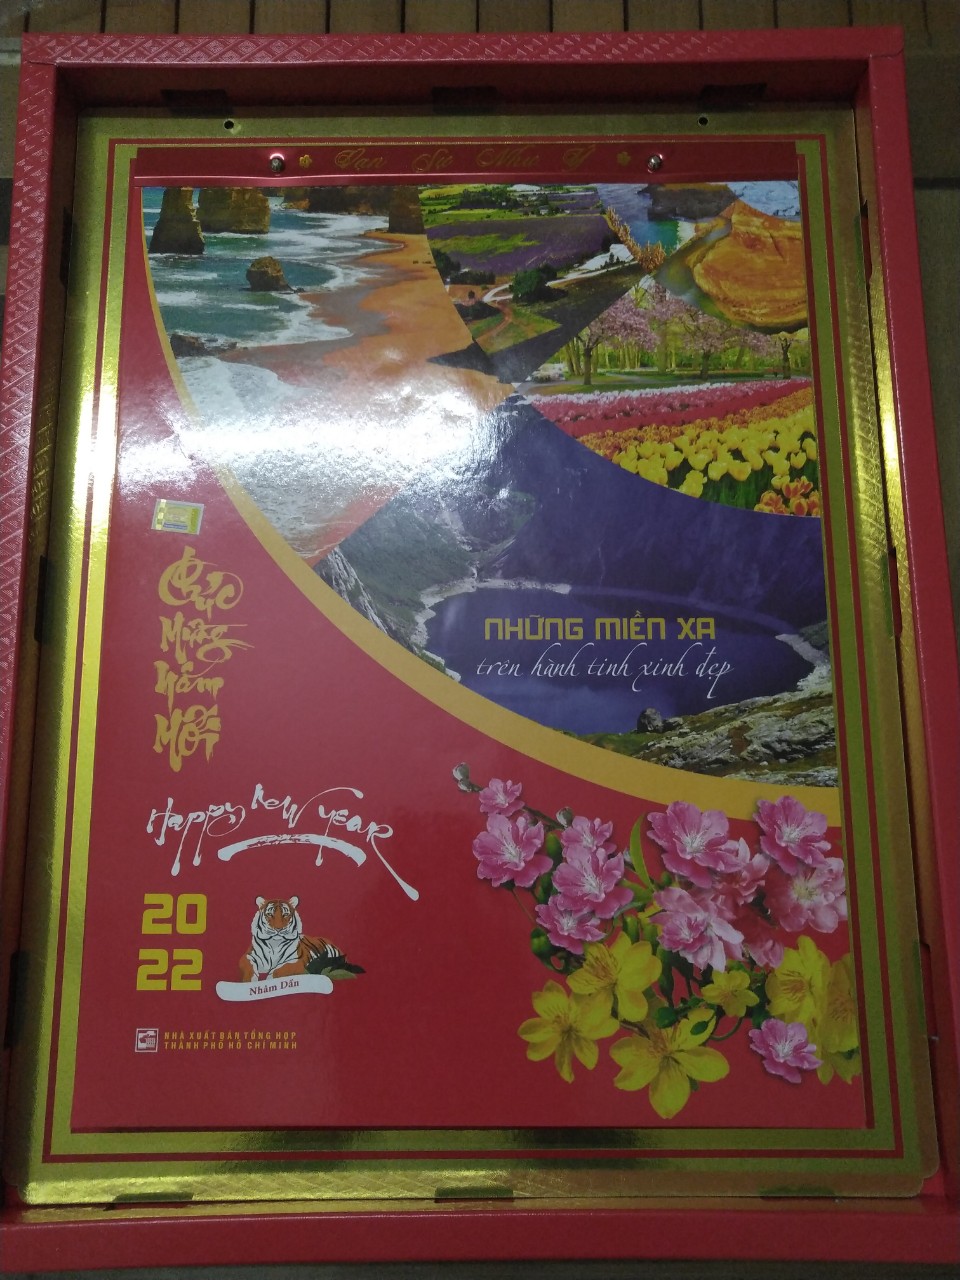 Vạn Sự Như Ý
NHỮNG MIỀN XA
trên hành tinh xinh đẹp
Chúc
Mừng
Năm
Mới
Happy New Year
20
22
Nhâm Dần
NHÀ XUẤT BẢN TỔNG HỢP
THÀNH PHỐ HỒ CHÍ MINH